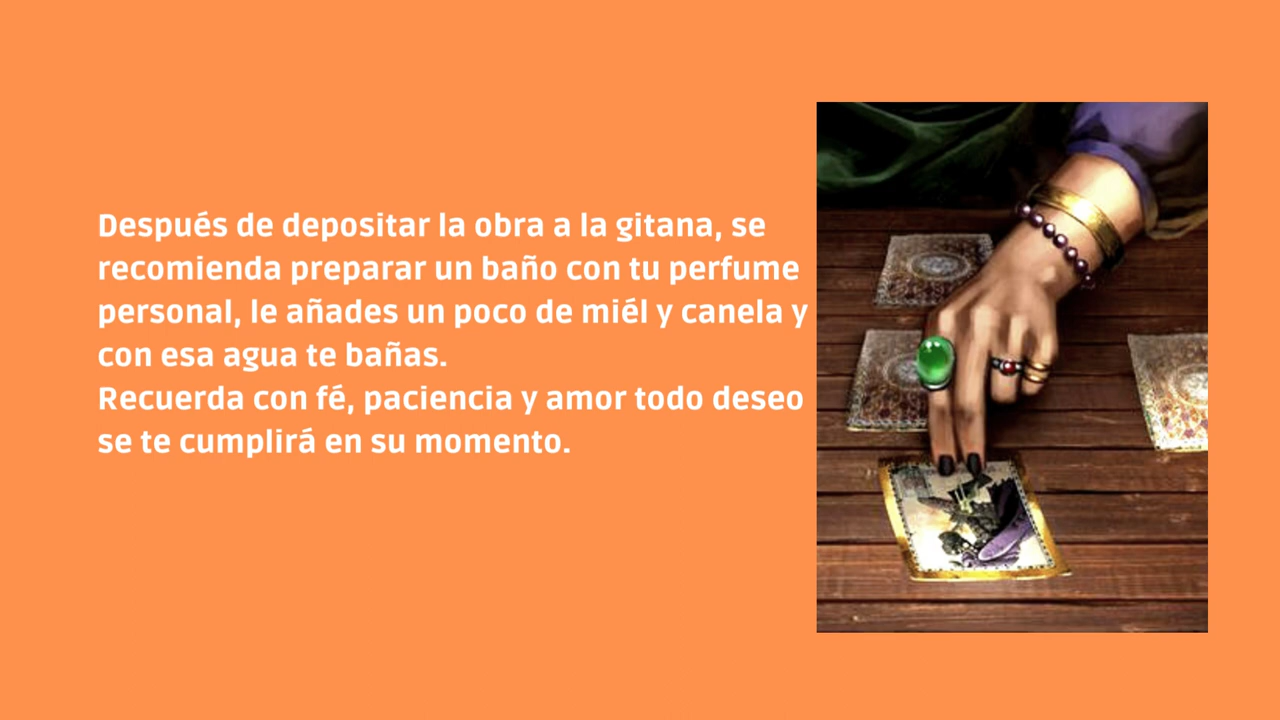 Después de depositar la obra a la gitana, se
recomienda preparar un baño con tu perfume
personal, le añades un poco de miél y canela y
con esa agua te bañas.
Recuerda con fé, paciencia y amor todo deseo
se te cumplirá en su momento.